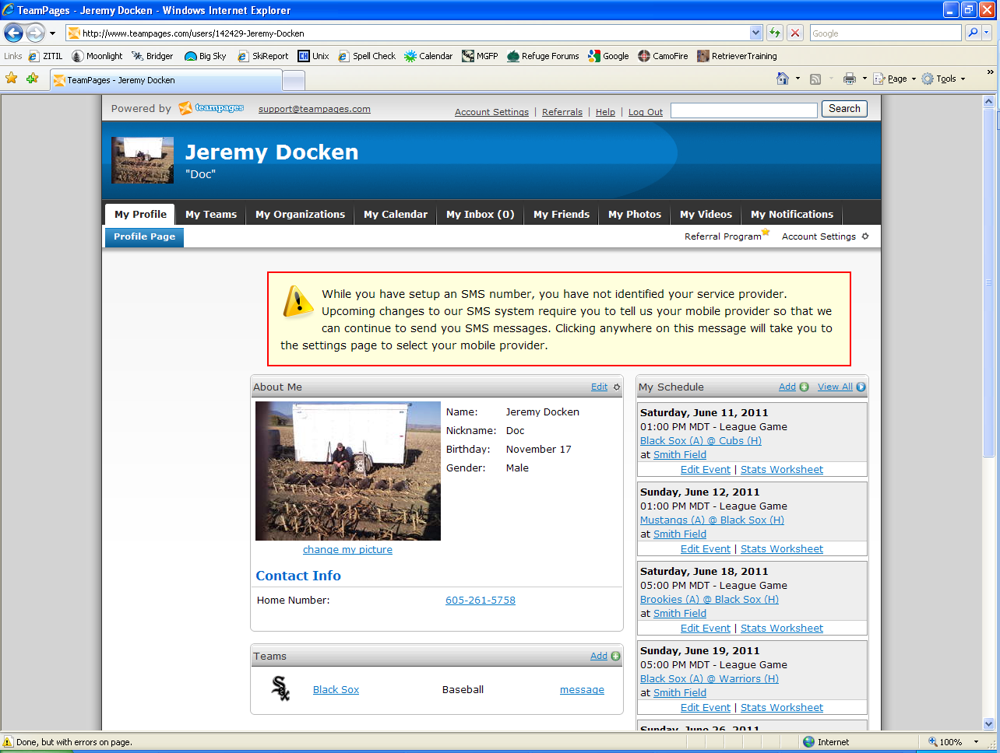 TeamPages - Jeremy Docken - Windows Internet Explorer
http://www.teampages.com/users/142429-Jeremy-Docken
Google
Links ZITIL Moonlight Bridger Big Sky SkiReport Unix Spell Check Calendar MGFP Refuge Forums Google CamoFire RetrieverTraining
TeamPages - Jeremy Docken
Page Tools
Powered by teampages support@teampages.com
Account Settings | Referrals | Help | Log Out Search
Jeremy Docken
"Doc"
My Profile My Teams My Organizations My Calendar My Inbox (0) My Friends My Photos My Videos My Notifications
Profile Page Referral Program Account Settings
While you have setup an SMS number, you have not identified your service provider.
Upcoming changes to our SMS system require you to tell us your mobile provider so that we
can continue to send you SMS messages. Clicking anywhere on this message will take you to
the settings page to select your mobile provider.
About Me Edit
Name: Jeremy Docken
Nickname: Doc
Birthday: November 17
Gender: Male
change my picture
Contact Info
Home Number: 605-261-5758
Teams Add
Sox
Black Sox Baseball message
My Schedule Add View All
Saturday, June 11, 2011
01:00 PM MDT - League Game
Black Sox (A) @ Cubs (H)
at Smith Field
Edit Event | Stats Worksheet
Sunday, June 12, 2011
01:00 PM MDT - League Game
Mustangs (A) @ Black Sox (H)
at Smith Field
Edit Event | Stats Worksheet
Saturday, June 18, 2011
05:00 PM MDT - League Game
Brookies (A) @ Black Sox (H)
at Smith Field
Edit Event | Stats Worksheet
Sunday, June 19, 2011
05:00 PM MDT - League Game
Black Sox (A) @ Warriors (H)
at Smith Field
Edit Event | Stats Worksheet
Sunday, June 26, 2011
Done, but with errors on page. Internet 100%